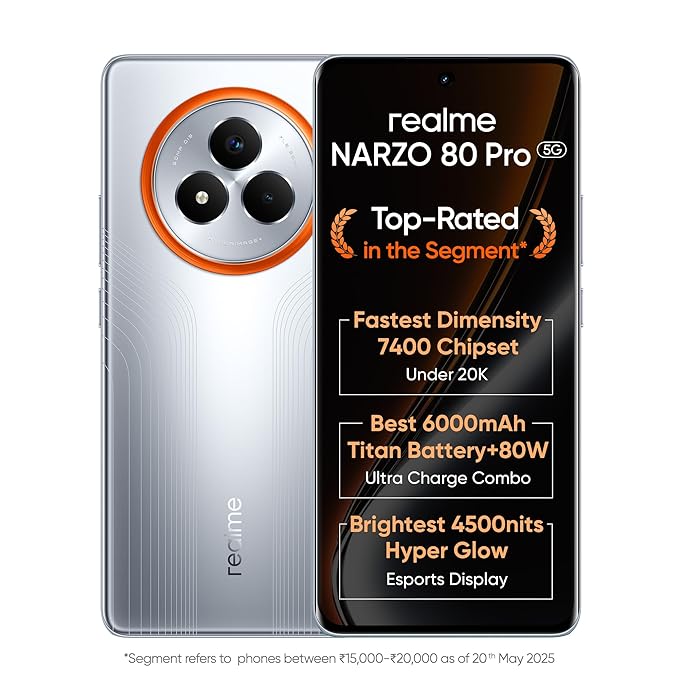 realme
NARZO 80 Pro 5G
Top-Rated
in the Segment*
Fastest Dimensity
7400 Chipset
Under 20K
Best 6000mAh
Titan Battery+80W
Ultra Charge Combo
Brightest 4500nits
Hyper Glow
Esports Display
realme
*Segment refers to phones between ₹15,000-₹20,000 as of 20th May 2025